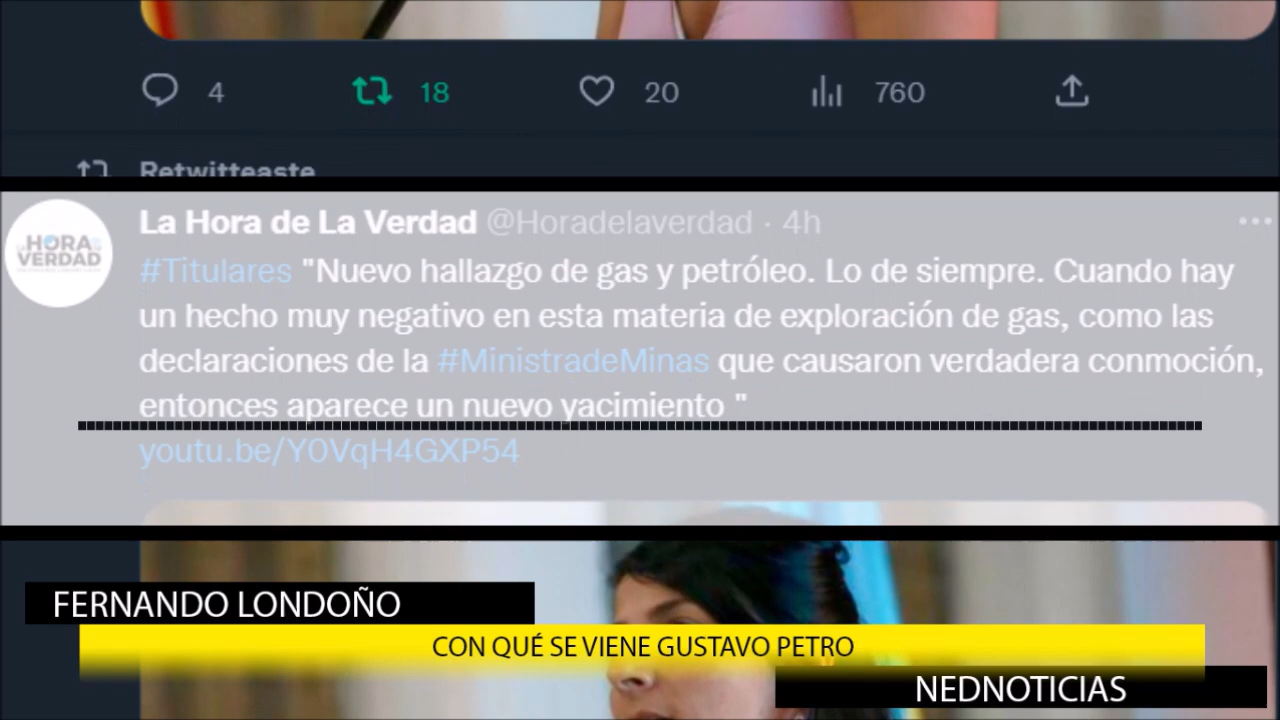 4 18 20 760
Retwitteaste
HORA
VERDAD
La Hora de La Verdad @Horadelaverdad · 4h
#Titulares "Nuevo hallazgo de gas y petróleo. Lo de siempre. Cuando hay
un hecho muy negativo en esta materia de exploración de gas, como las
declaraciones de la #MinistradeMinas que causaron verdadera conmoción,
entonces aparece un nuevo yacimiento "
youtu.be/Y0VqH4GXP54
FERNANDO LONDOÑO
CON QUÉ SE VIENE GUSTAVO PETRO
NEDNOTICIAS